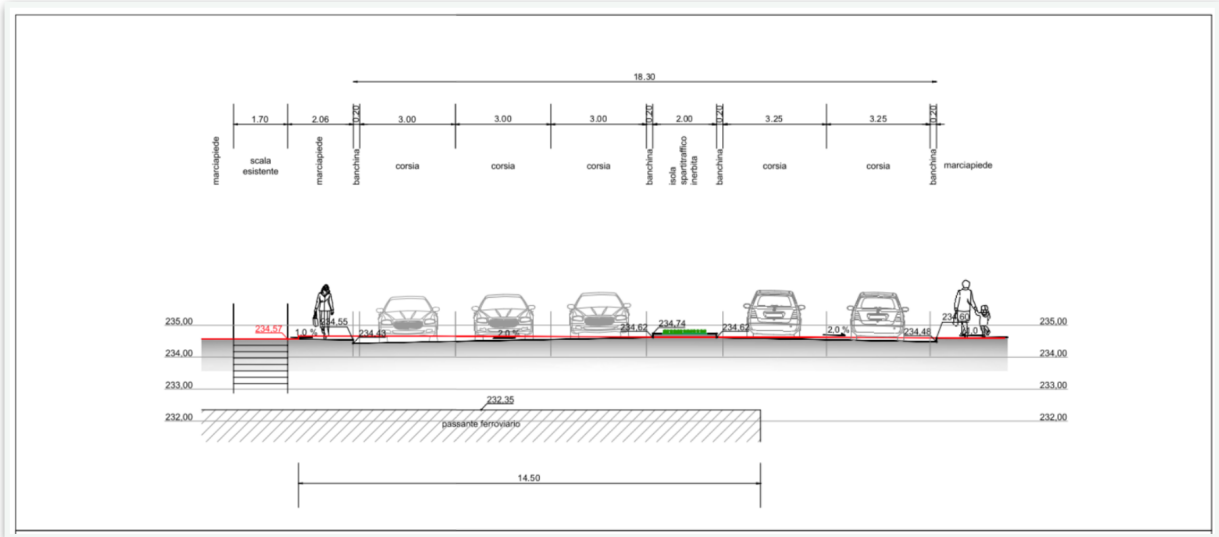 18.30
1.70
2.06
0.20
3.00
3.00
3.00
0.20
2.00
0.20
3.25
3.25
0.20
marciapiede
scala
esistente
marciapiede
banchina
corsia
corsia
corsia
banchina
isola
spartitraffico
inerbita
banchina
corsia
corsia
banchina
marciapiede
235,00
234.57
1.0 %
234.55
234.43
2.0 %
234.62
234.74
234.62
2.0 %
234.48
234.60
1.0
235,00
234,00
234,00
233,00
233,00
232.35
232,00
passante ferroviario
232,00
14.50